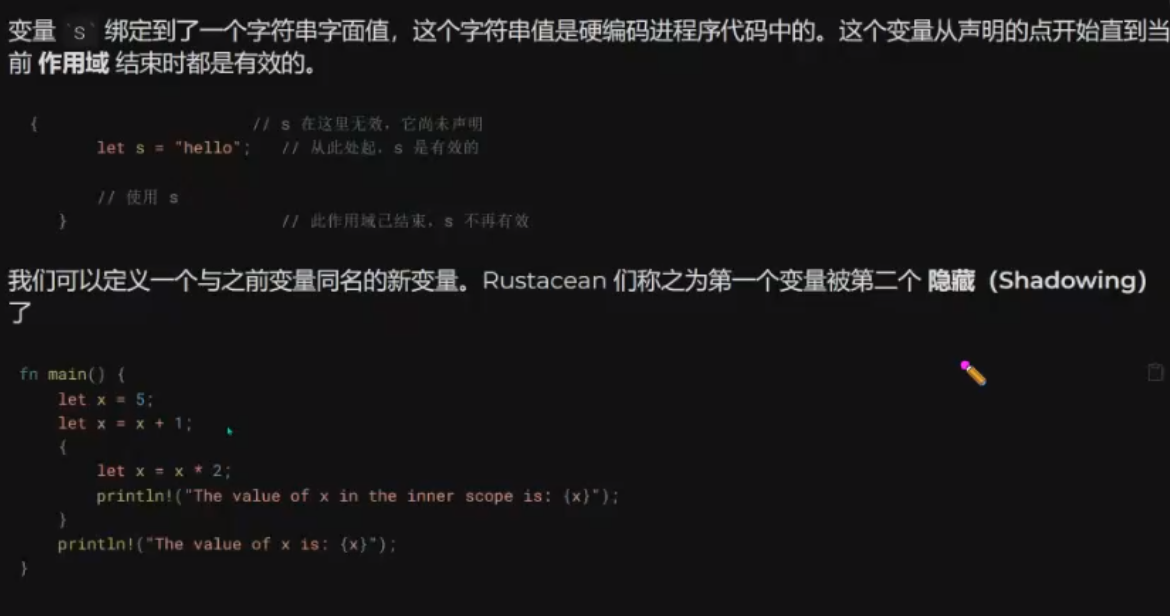 变量 `s` 绑定到了一个字符串字面值，这个字符串值是硬编码进程序代码中的。这个变量从声明的点开始直到当
前 作用域 结束时都是有效的。
{                      // s 在这里无效，它尚未声明
        let s = "hello";   // 从此处起，s 是有效的
        // 使用 s
    }                      // 此作用域已结束，s 不再有效
我们可以定义一个与之前变量同名的新变量。Rustacean 们称之为第一个变量被第二个 隐藏（Shadowing）
了
fn main() {
    let x = 5;
    let x = x + 1;
    {
        let x = x * 2;
        println!("The value of x in the inner scope is: {x}");
    }
    println!("The value of x is: {x}");
}